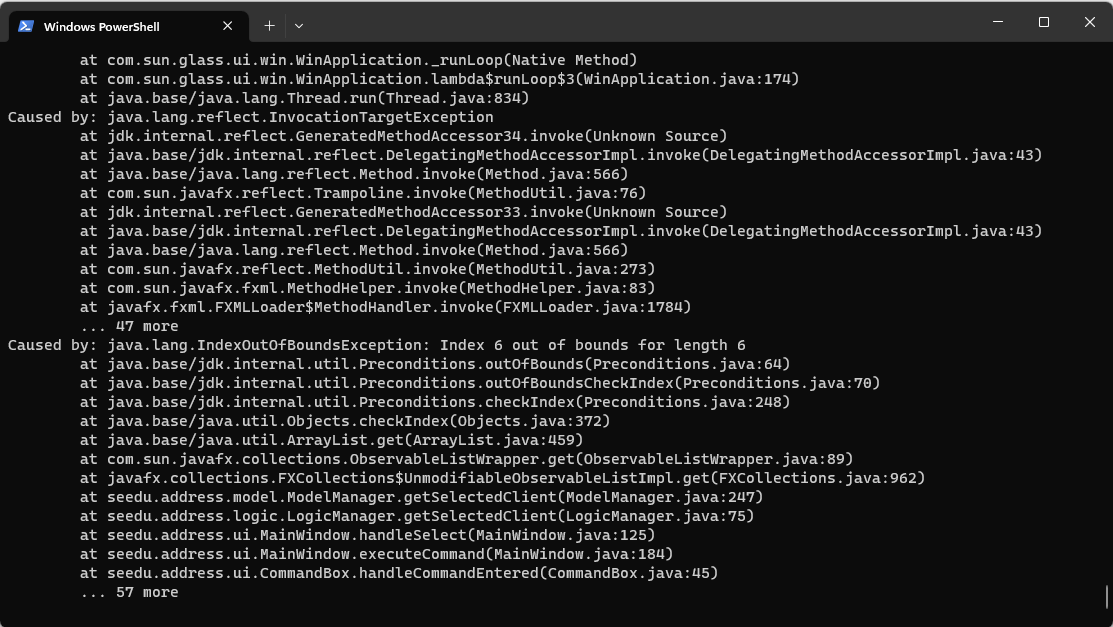 Windows PowerShell
at com.sun.glass.ui.win.WinApplication._runLoop(Native Method)
at com.sun.glass.ui.win.WinApplication.lambda$runLoop$3(WinApplication.java:174)
at java.base/java.lang.Thread.run(Thread.java:834)
Caused by: java.lang.reflect.InvocationTargetException
at jdk.internal.reflect.GeneratedMethodAccessor34.invoke(Unknown Source)
at java.base/jdk.internal.reflect.DelegatingMethodAccessorImpl.invoke(DelegatingMethodAccessorImpl.java:43)
at java.base/java.lang.reflect.Method.invoke(Method.java:566)
at com.sun.javafx.reflect.Trampoline.invoke(MethodUtil.java:76)
at jdk.internal.reflect.GeneratedMethodAccessor33.invoke(Unknown Source)
at java.base/jdk.internal.reflect.DelegatingMethodAccessorImpl.invoke(DelegatingMethodAccessorImpl.java:43)
at java.base/java.lang.reflect.Method.invoke(Method.java:566)
at com.sun.javafx.reflect.MethodUtil.invoke(MethodUtil.java:273)
at com.sun.javafx.fxml.MethodHelper.invoke(MethodHelper.java:83)
at javafx.fxml.FXMLLoader$MethodHandler.invoke(FXMLLoader.java:1784)
... 47 more
Caused by: java.lang.IndexOutOfBoundsException: Index 6 out of bounds for length 6
at java.base/jdk.internal.util.Preconditions.outOfBounds(Preconditions.java:64)
at java.base/jdk.internal.util.Preconditions.outOfBoundsCheckIndex(Preconditions.java:70)
at java.base/jdk.internal.util.Preconditions.checkIndex(Preconditions.java:248)
at java.base/java.util.Objects.checkIndex(Objects.java:372)
at java.base/java.util.ArrayList.get(ArrayList.java:459)
at com.sun.javafx.collections.ObservableListWrapper.get(ObservableListWrapper.java:89)
at javafx.collections.FXCollections$UnmodifiableObservableListImpl.get(FXCollections.java:962)
at seedu.address.model.ModelManager.getSelectedClient(ModelManager.java:247)
at seedu.address.logic.LogicManager.getSelectedClient(LogicManager.java:75)
at seedu.address.ui.MainWindow.handleSelect(MainWindow.java:125)
at seedu.address.ui.MainWindow.executeCommand(MainWindow.java:184)
at seedu.address.ui.CommandBox.handleCommandEntered(CommandBox.java:45)
... 57 more